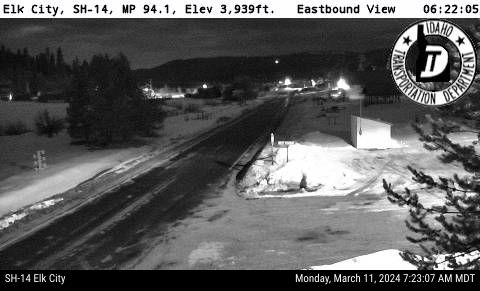 Elk City, SH-14, MP 94.1, Elev 3,939ft. Eastbound View 06:22:05
IDAHO
TRANSPORTATION DEPARTMENT
SH-14 Elk City Monday, March 11, 2024 7:23:07 AM MDT